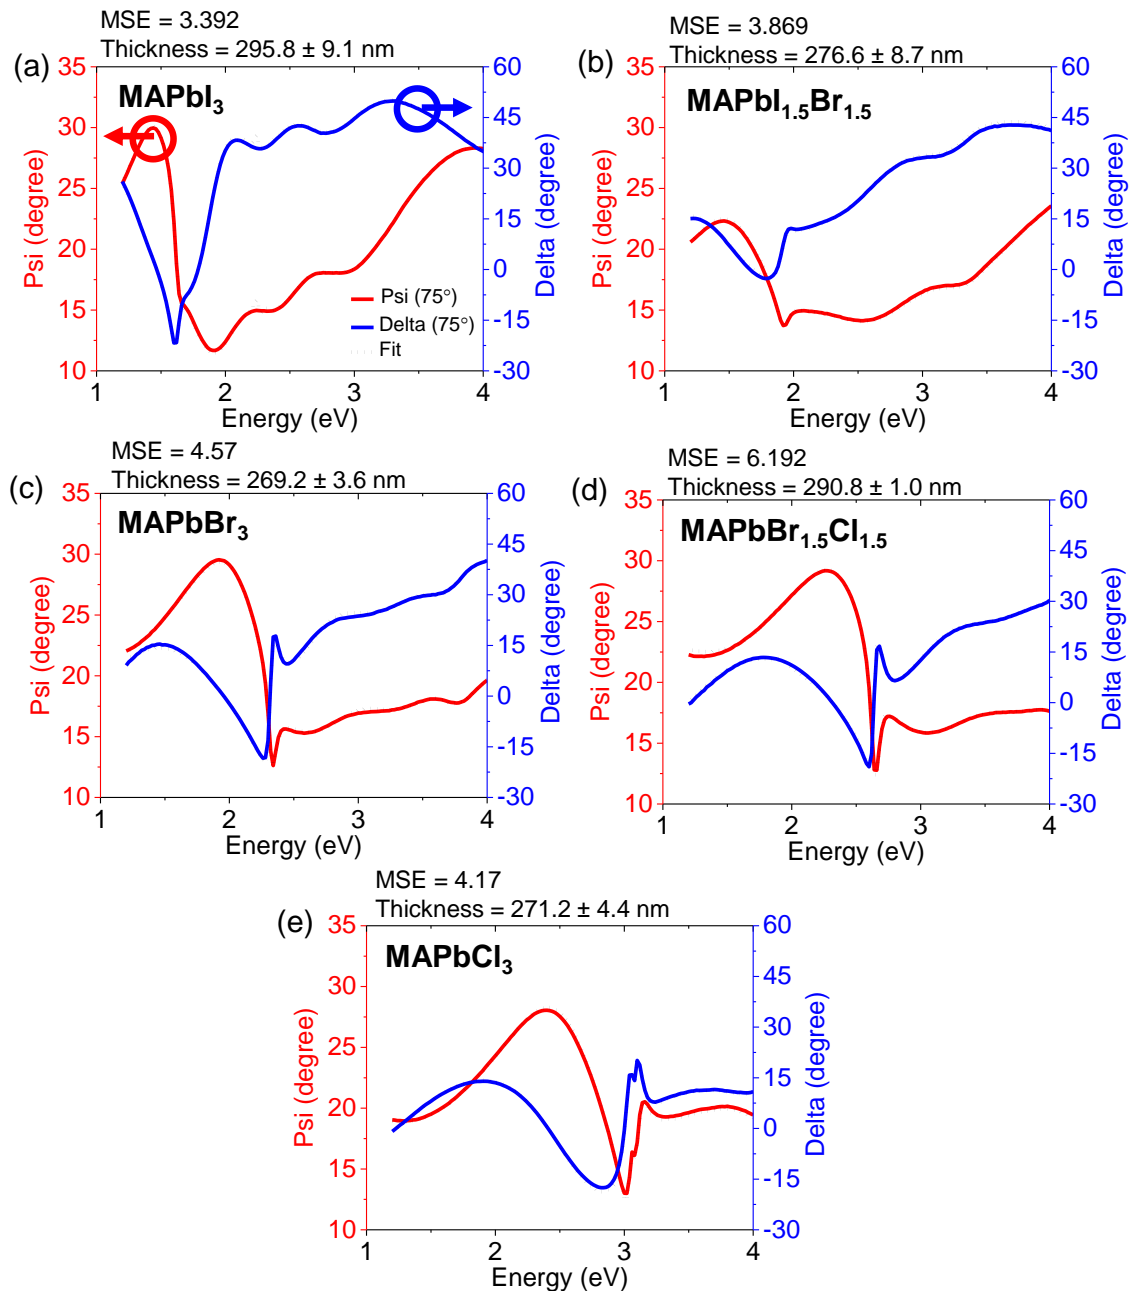 MSE = 3.392
Thickness = 295.8 ± 9.1 nm
(a)
MAPbI3
35
30
25
20
15
10
Psi (degree)
60
45
30
15
0
-15
-30
Delta (degree)
Psi (75°)
Delta (75°)
Fit
1 2 3 4
Energy (eV)
MSE = 3.869
Thickness = 276.6 ± 8.7 nm
(b)
MAPbI1.5Br1.5
35
30
25
20
15
10
Psi (degree)
60
45
30
15
0
-15
-30
Delta (degree)
1 2 3 4
Energy (eV)
MSE = 4.57
Thickness = 269.2 ± 3.6 nm
(c)
MAPbBr3
35
30
25
20
15
10
Psi (degree)
60
45
30
15
0
-15
-30
Delta (degree)
1 2 3 4
Energy (eV)
MSE = 6.192
Thickness = 290.8 ± 1.0 nm
(d)
MAPbBr1.5Cl1.5
35
30
25
20
15
10
Psi (degree)
60
45
30
15
0
-15
-30
Delta (degree)
1 2 3 4
Energy (eV)
MSE = 4.17
Thickness = 271.2 ± 4.4 nm
(e)
MAPbCl3
35
30
25
20
15
10
Psi (degree)
60
45
30
15
0
-15
-30
Delta (degree)
1 2 3 4
Energy (eV)